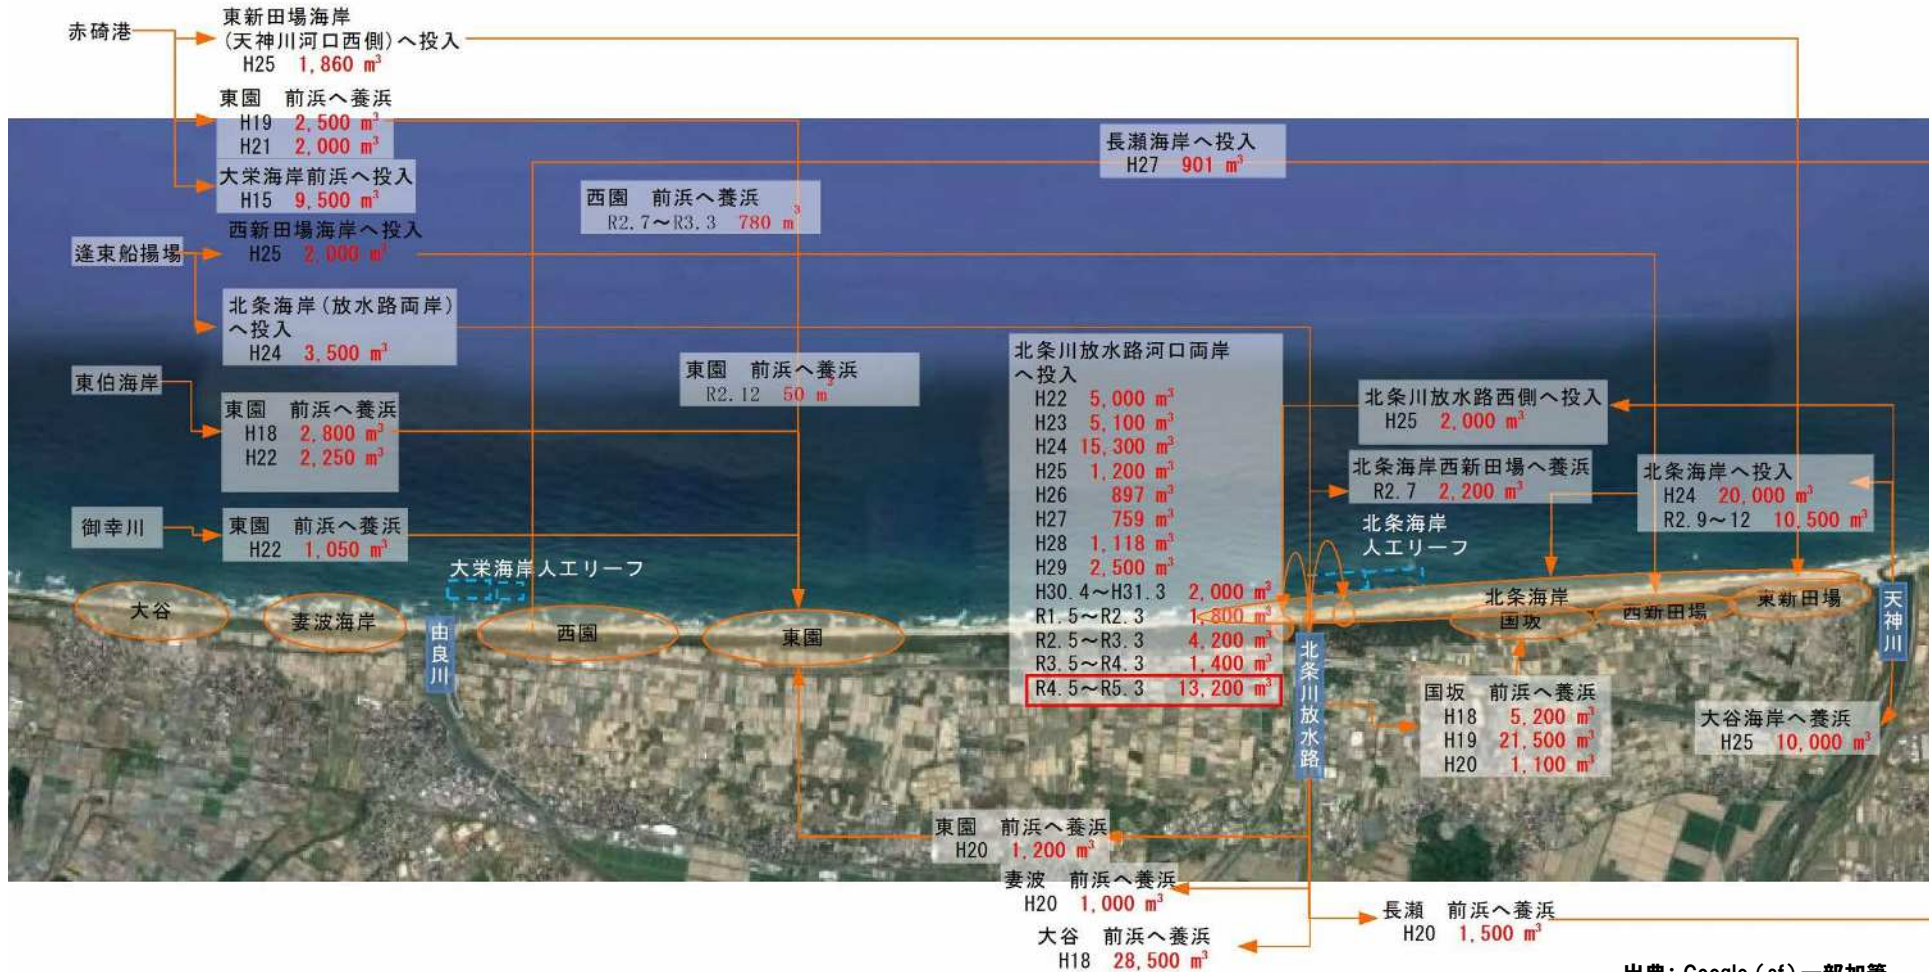 赤碕港
東新田場海岸
(天神川河口西側)へ投入
H25 1,860 m³
東園 前浜へ養浜
H19 2,500 m³
H21 2,000 m³
大栄海岸前浜へ投入
H15 9,500 m³
逢束船揚場
西新田場海岸へ投入
H25 2,000 m³
北条海岸(放水路両岸)
へ投入
H24 3,500 m³
東伯海岸
東園 前浜へ養浜
H18 2,800 m³
H22 2,250 m³
御幸川
東園 前浜へ養浜
H22 1,050 m³
長瀬海岸へ投入
H27 901 m³
西園 前浜へ養浜
R2.7～R3.3 780 m³
東園 前浜へ養浜
R2.12 50 m³
北条川放水路河口両岸
へ投入
H22 5,000 m³
H23 5,100 m³
H24 15,300 m³
H25 1,200 m³
H26 897 m³
H27 759 m³
H28 1,118 m³
H29 2,500 m³
H30.4～H31.3 2,000 m³
R1.5～R2.3 1,800 m³
R2.5～R3.3 4,200 m³
R3.5～R4.3 1,400 m³
R4.5～R5.3 13,200 m³
北条川放水路西側へ投入
H25 2,000 m³
北条海岸西新田場へ養浜
R2.7 2,200 m³
北条海岸へ投入
H24 20,000 m³
R2.9～12 10,500 m³
北条海岸
人工リーフ
大栄海岸人工リーフ
大谷
妻波海岸
由良川
西園
東園
北条川放水路
北条海岸
国坂
西新田場
東新田場
天神川
国坂 前浜へ養浜
H18 5,200 m³
H19 21,500 m³
H20 1,100 m³
大谷海岸へ養浜
H25 10,000 m³
東園 前浜へ養浜
H20 1,200 m³
妻波 前浜へ養浜
H20 1,000 m³
大谷 前浜へ養浜
H18 28,500 m³
長瀬 前浜へ養浜
H20 1,500 m³